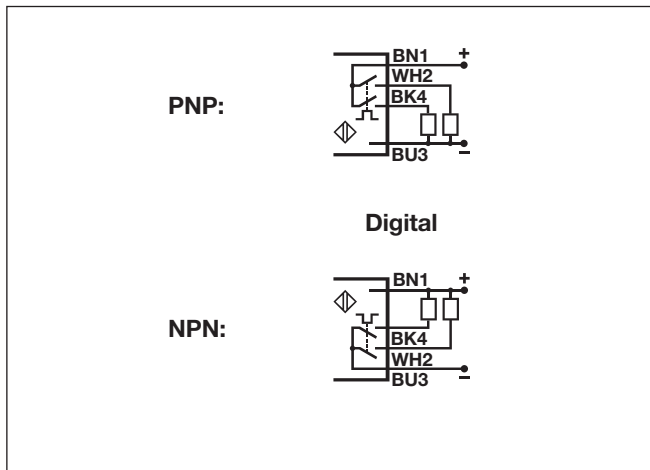 BN1 +
WH2
PNP:
BK4
BU3 –
Digital
BN1 +
NPN:
BK4
WH2
BU3 –